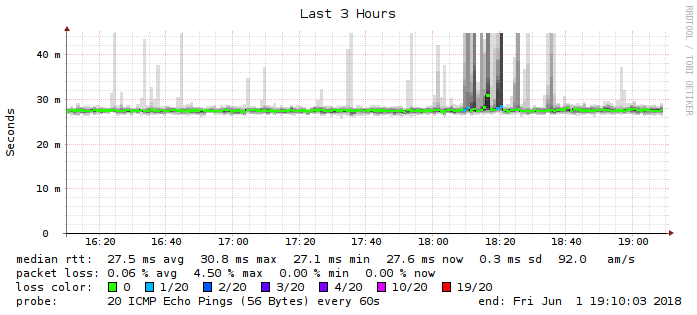 Last 3 Hours
RRDTOOL / TOBI OETIKER
Seconds
40 m
30 m
20 m
10 m
0
16:20 16:40 17:00 17:20 17:40 18:00 18:20 18:40 19:00
median rtt: 27.5 ms avg 30.8 ms max 27.1 ms min 27.6 ms now 0.3 ms sd 92.0 am/s
packet loss: 0.06 % avg 4.50 % max 0.00 % min 0.00 % now
loss color: 0 1/20 2/20 3/20 4/20 10/20 19/20
probe: 20 ICMP Echo Pings (56 Bytes) every 60s end: Fri Jun 1 19:10:03 2018